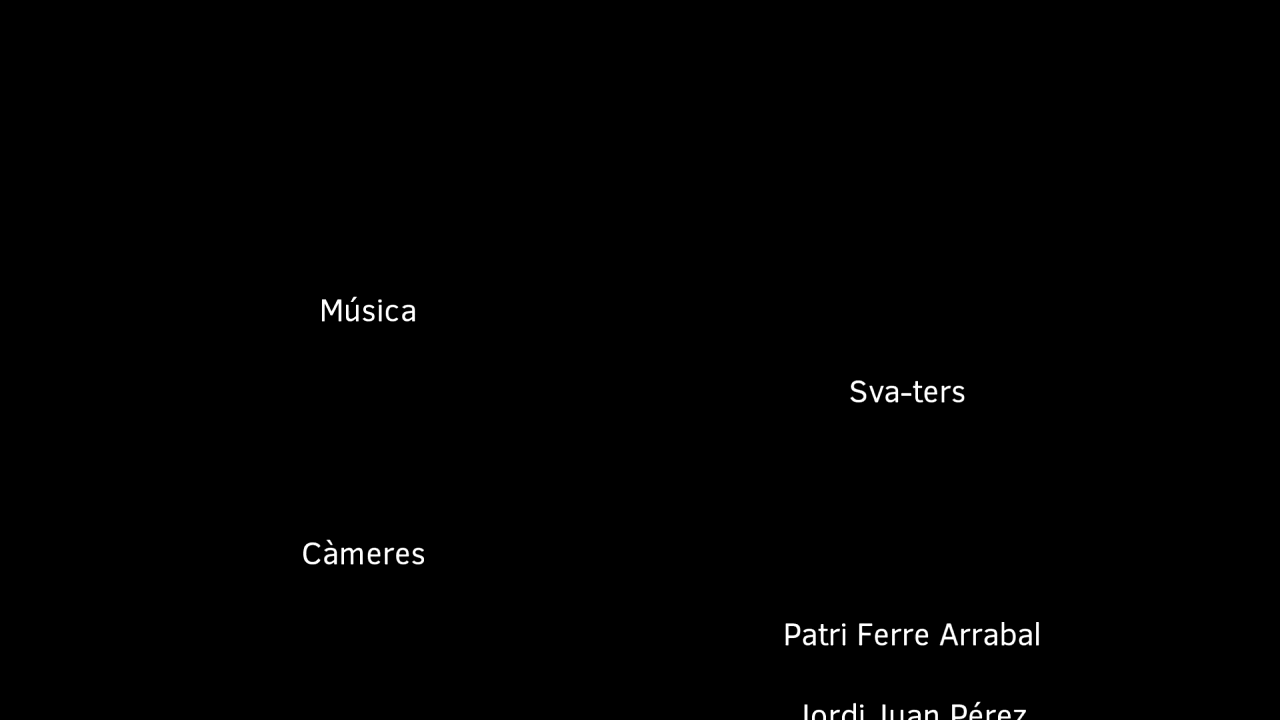 Música
Sva-ters
Càmeres
Patri Ferre Arrabal
Jordi Juan Pérez